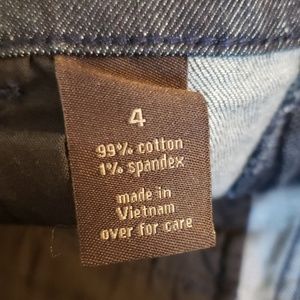 4
99% cotton
1% spandex
made in
Vietnam
over for care